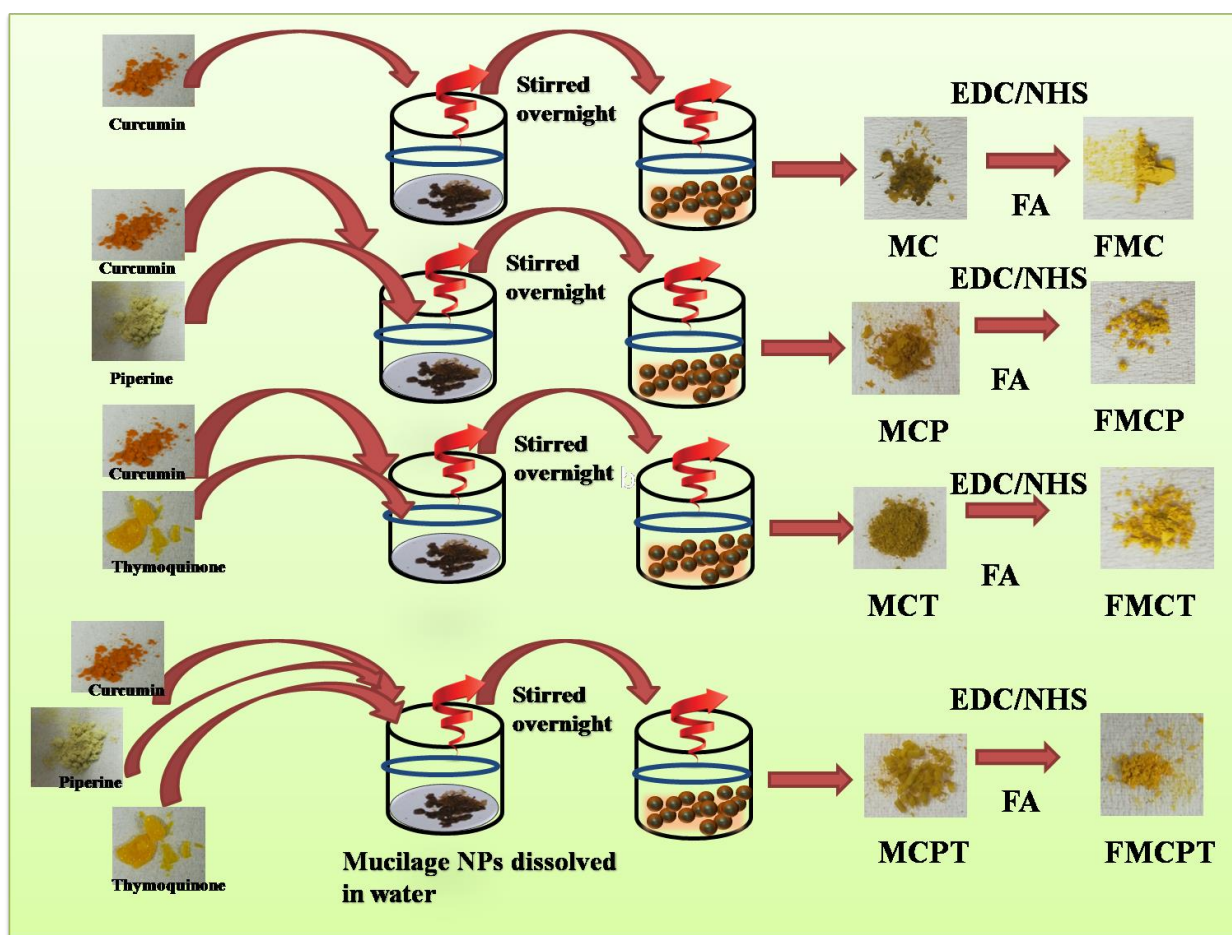 Curcumin
Stirred
overnight
EDC/NHS
FA
MC
FMC
Curcumin
Piperine
Stirred
overnight
EDC/NHS
FA
MCP
FMCP
Curcumin
Thymoquinone
Stirred
overnight
EDC/NHS
FA
MCT
FMCT
Curcumin
Piperine
Thymoquinone
Stirred
overnight
EDC/NHS
FA
MCPT
FMCPT
Mucilage NPs dissolved
in water